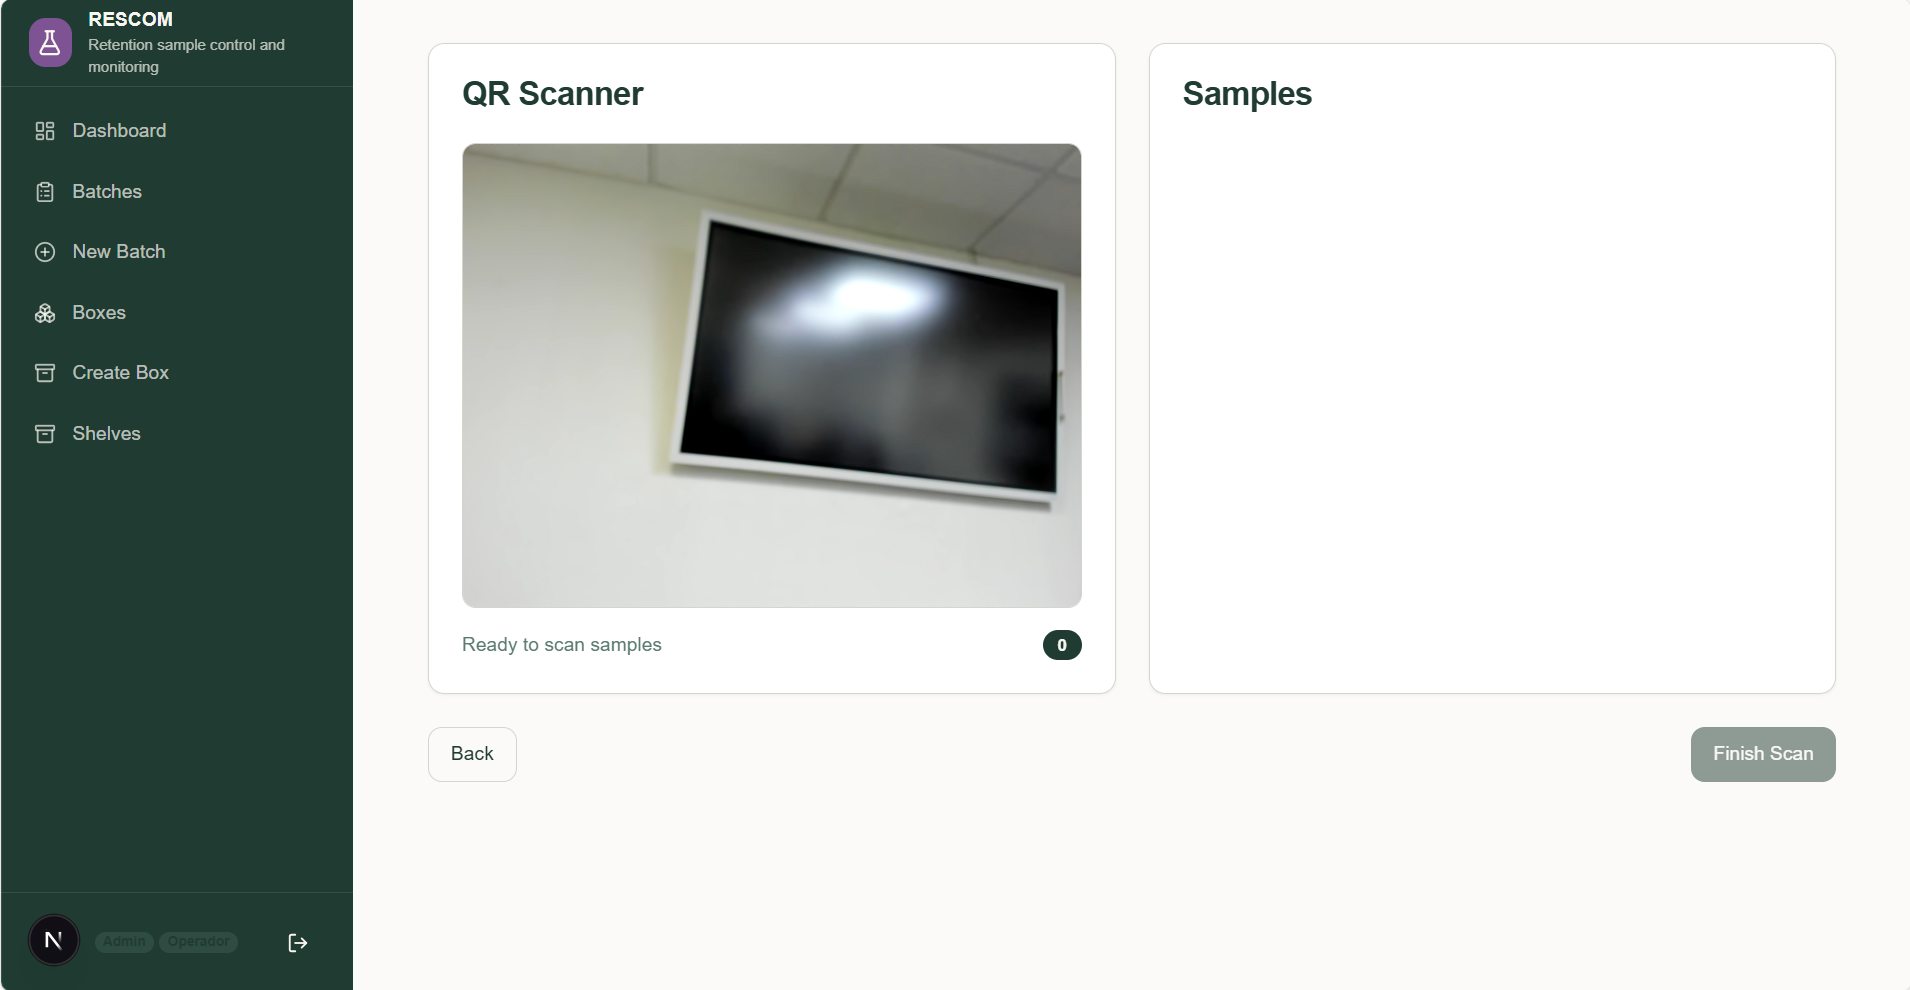 RESCOM
Retention sample control and
monitoring
Dashboard
Batches
New Batch
Boxes
Create Box
Shelves
N
Admin Operador
QR Scanner
Ready to scan samples
0
Samples
Back
Finish Scan